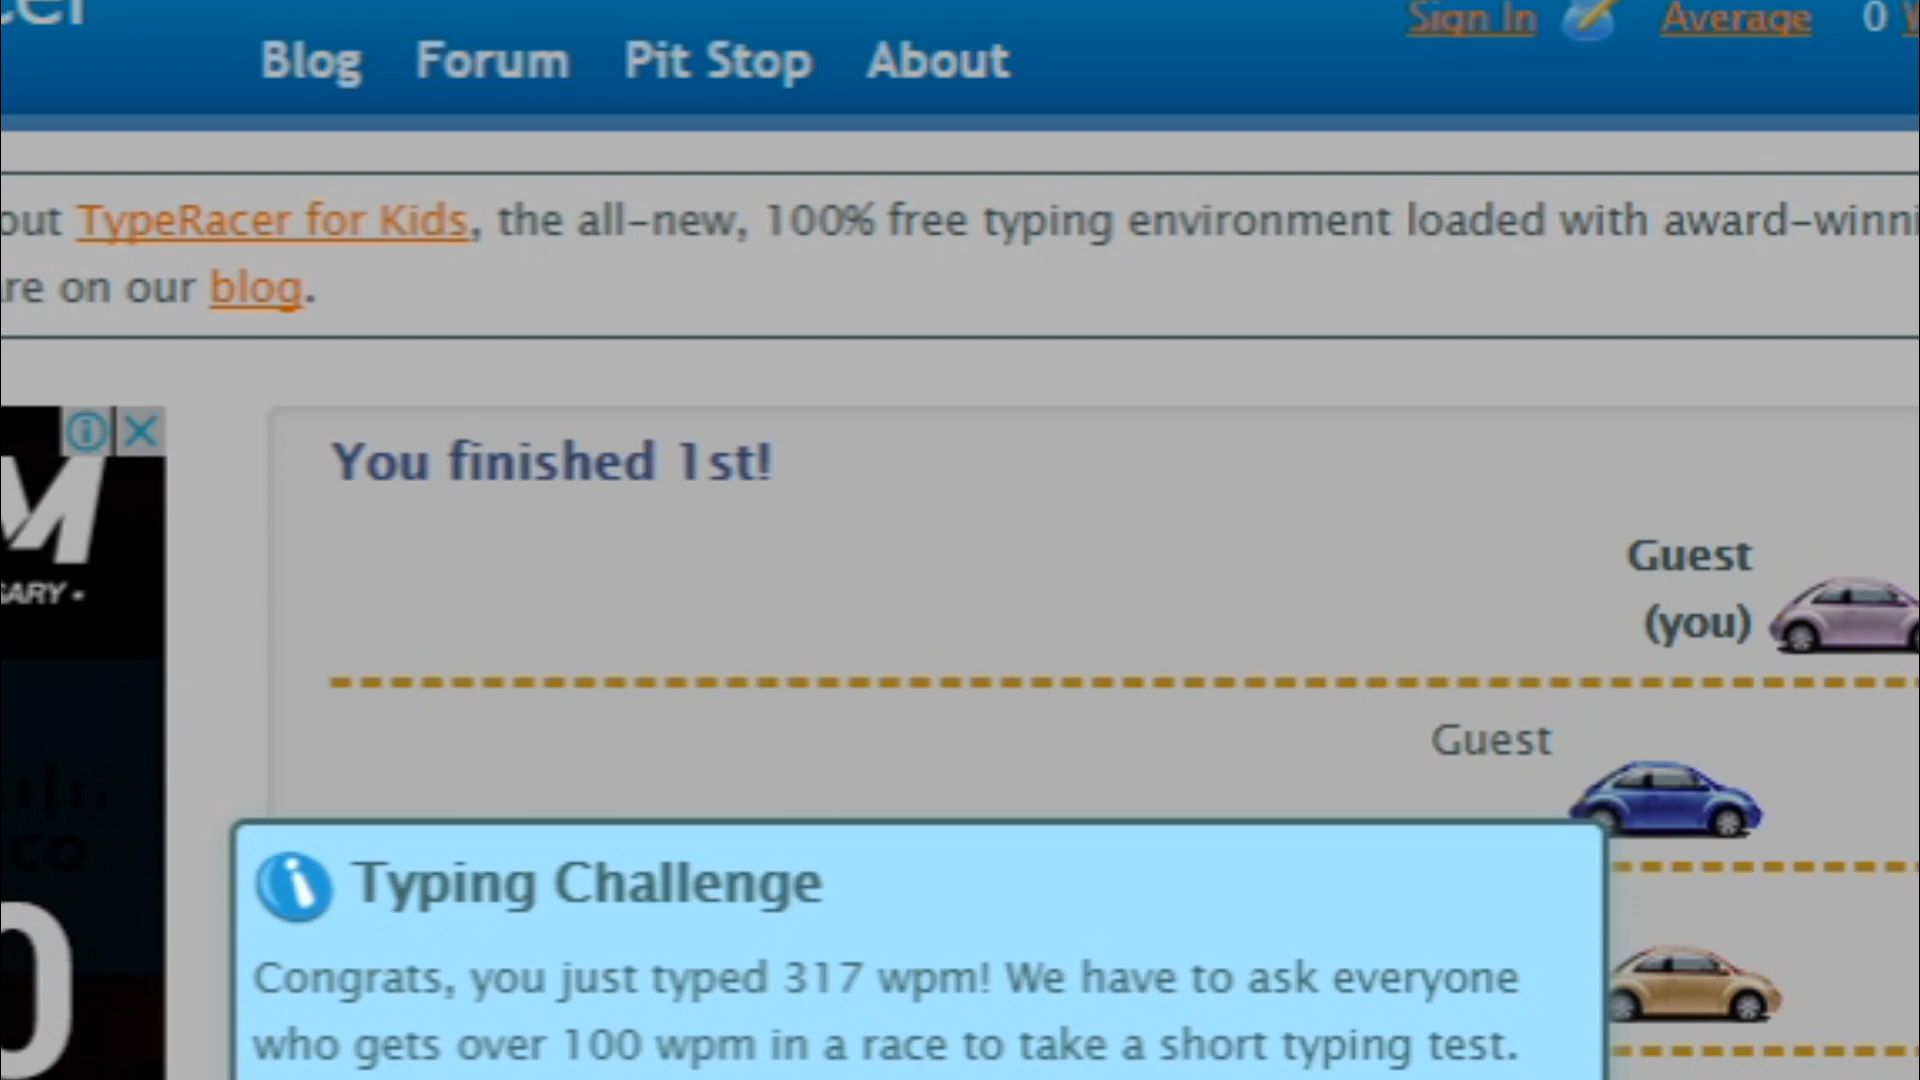 Sign In Average 0
Blog Forum Pit Stop About
out TypeRacer for Kids, the all-new, 100% free typing environment loaded with award-winni
re on our blog.
You finished 1st!
M
Guest
(you)
Guest
Typing Challenge
Congrats, you just typed 317 wpm! We have to ask everyone
who gets over 100 wpm in a race to take a short typing test.